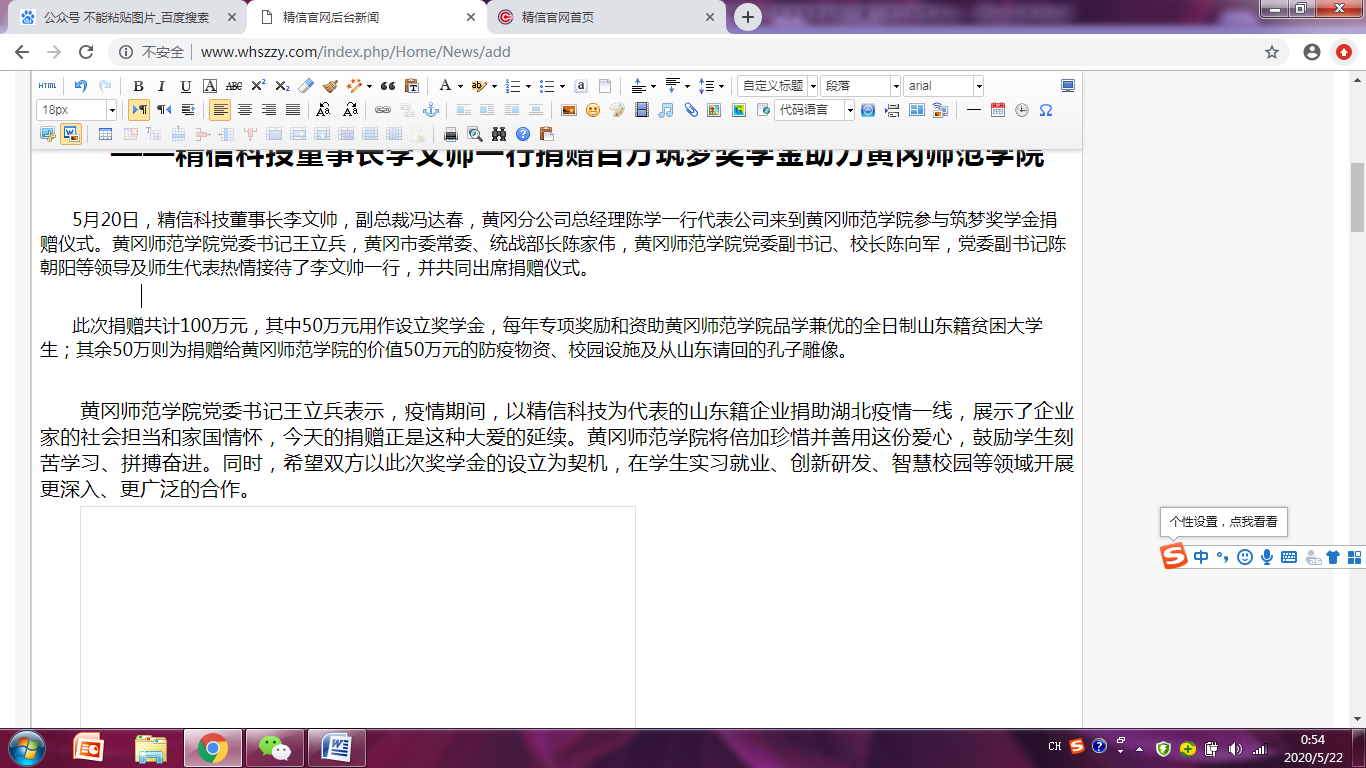 公众号 不能粘贴图片_百度搜索
精信官网后台新闻
精信官网首页
不安全 | www.whszzy.com/index.php/Home/News/add
HTML
自定义标题 段落 arial
18px 代码语言
——精信科技董事长李文帅一行捐赠百万筑梦奖学金助力黄冈师范学院
5月20日，精信科技董事长李文帅，副总裁冯达春，黄冈分公司总经理陈学一行代表公司来到黄冈师范学院参与筑梦奖学金捐
赠仪式。黄冈师范学院党委书记王立兵，黄冈市委常委、统战部长陈家伟，黄冈师范学院党委副书记、校长陈向军，党委副书记陈
朝阳等领导及师生代表热情接待了李文帅一行，并共同出席捐赠仪式。
此次捐赠共计100万元，其中50万元用作设立奖学金，每年专项奖励和资助黄冈师范学院品学兼优的全日制山东籍贫困大学
生；其余50万则为捐赠给黄冈师范学院的价值50万元的防疫物资、校园设施及从山东请回的孔子雕像。
黄冈师范学院党委书记王立兵表示，疫情期间，以精信科技为代表的山东籍企业捐助湖北疫情一线，展示了企业
家的社会担当和家国情怀，今天的捐赠正是这种大爱的延续。黄冈师范学院将倍加珍惜并善用这份爱心，鼓励学生刻
苦学习、拼搏奋进。同时，希望双方以此次奖学金的设立为契机，在学生实习就业、创新研发、智慧校园等领域开展
更深入、更广泛的合作。
个性设置，点我看看
中
CH
0:54
2020/5/22